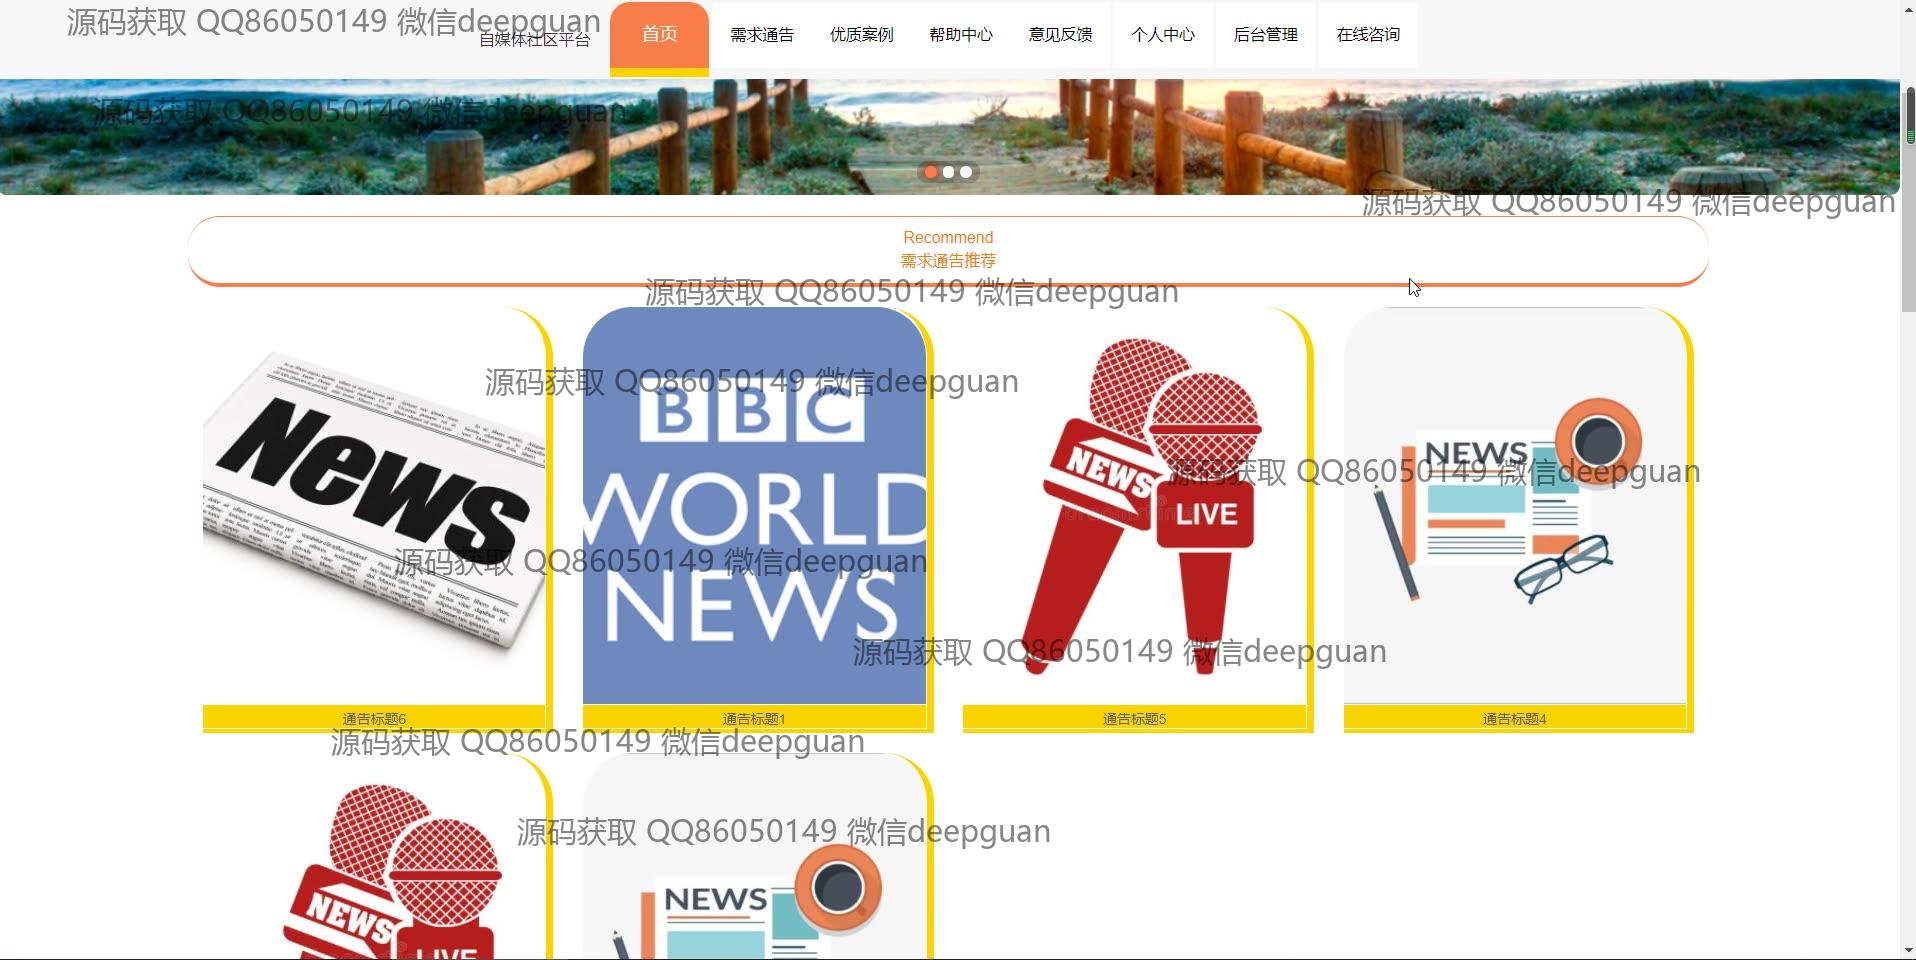 源码获取 QQ86050149 微信deepguan
自媒体社区平台
首页
需求通告
优质案例
帮助中心
意见反馈
个人中心
后台管理
在线咨询
源码获取 QQ86050149 微信deepguan
源码获取 QQ86050149 微信deepguan
Recommend
需求通告推荐
源码获取 QQ86050149 微信deepguan
源码获取 QQ86050149 微信deepguan
News
BBC
WORLD
NEWS
NEWS
LIVE
NEWS
源码获取 QQ86050149 微信deepguan
源码获取 QQ86050149 微信deepguan
源码获取 QQ86050149 微信deepguan
通告标题6
通告标题1
通告标题5
通告标题4
源码获取 QQ86050149 微信deepguan
源码获取 QQ86050149 微信deepguan
NEWS
LIVE
NEWS